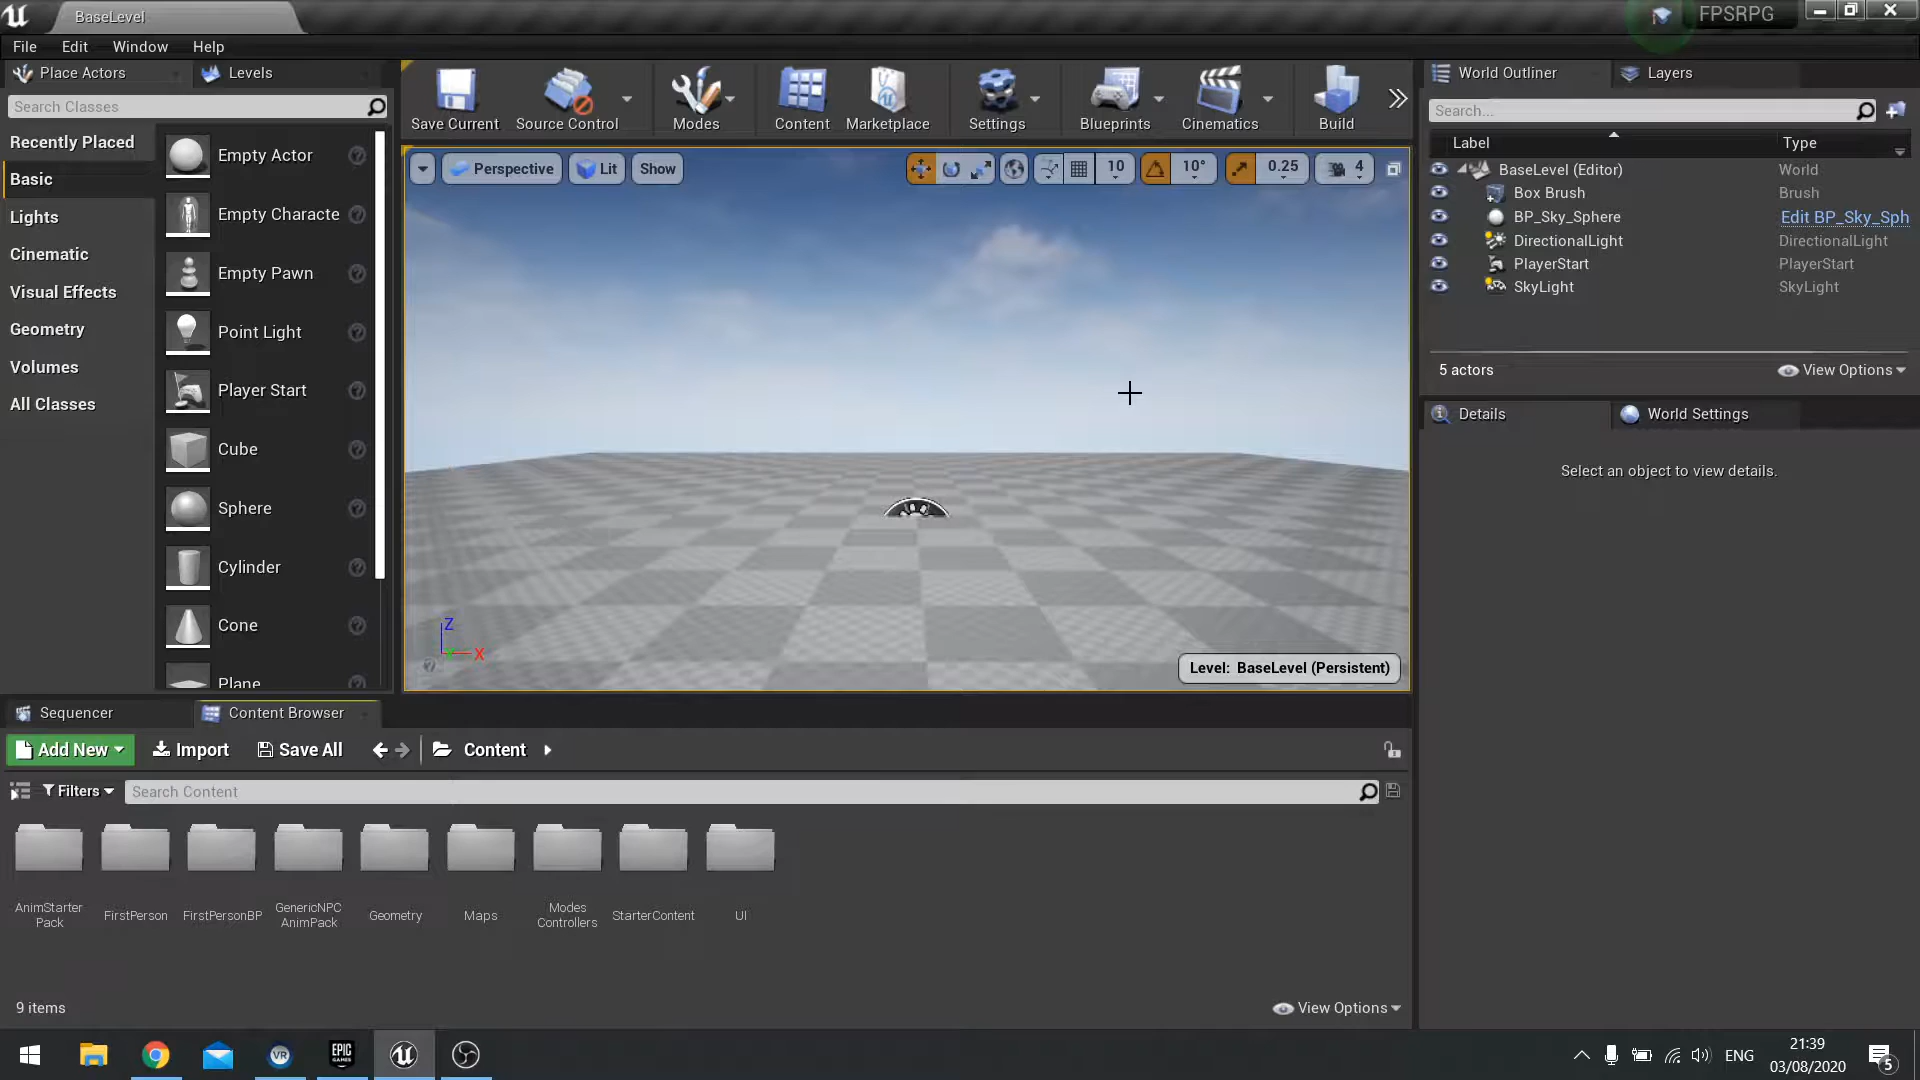 BaseLevel
FPSRPG
File Edit Window Help
Place Actors
Levels
Search Classes
Recently Placed
Basic
Lights
Cinematic
Visual Effects
Geometry
Volumes
All Classes
Empty Actor
Empty Characte
Empty Pawn
Point Light
Player Start
Cube
Sphere
Cylinder
Cone
Plane
Save Current
Source Control
Modes
Content
Marketplace
Settings
Blueprints
Cinematics
Build
Perspective
Lit
Show
10
10°
0.25
4
Z
X
Level: BaseLevel (Persistent)
World Outliner
Layers
Search...
Label Type
BaseLevel (Editor) World
Box Brush Brush
BP_Sky_Sphere Edit BP_Sky_Sph
DirectionalLight DirectionalLight
PlayerStart PlayerStart
SkyLight SkyLight
5 actors
View Options
Details
World Settings
Select an object to view details.
Sequencer
Content Browser
Add New
Import
Save All
Content
Filters
Search Content
AnimStarter
Pack
FirstPerson
FirstPersonBP
GenericNPC
AnimPack
Geometry
Maps
Modes
Controllers
StarterContent
UI
9 items
View Options
VR
EPIC
GAMES
ENG
21:39
03/08/2020
5